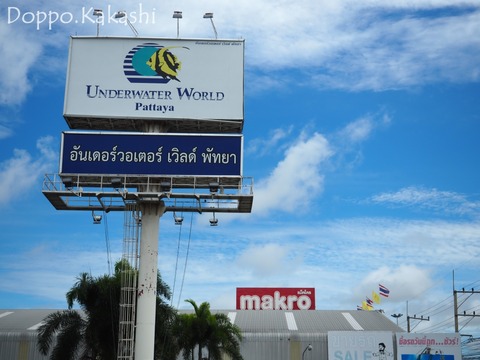 Doppo.Kakashi
UNDERWATER WORLD
Pattaya
อันเดอร์วอเตอร์ เวิลด์ พัทยา
makro
SALE